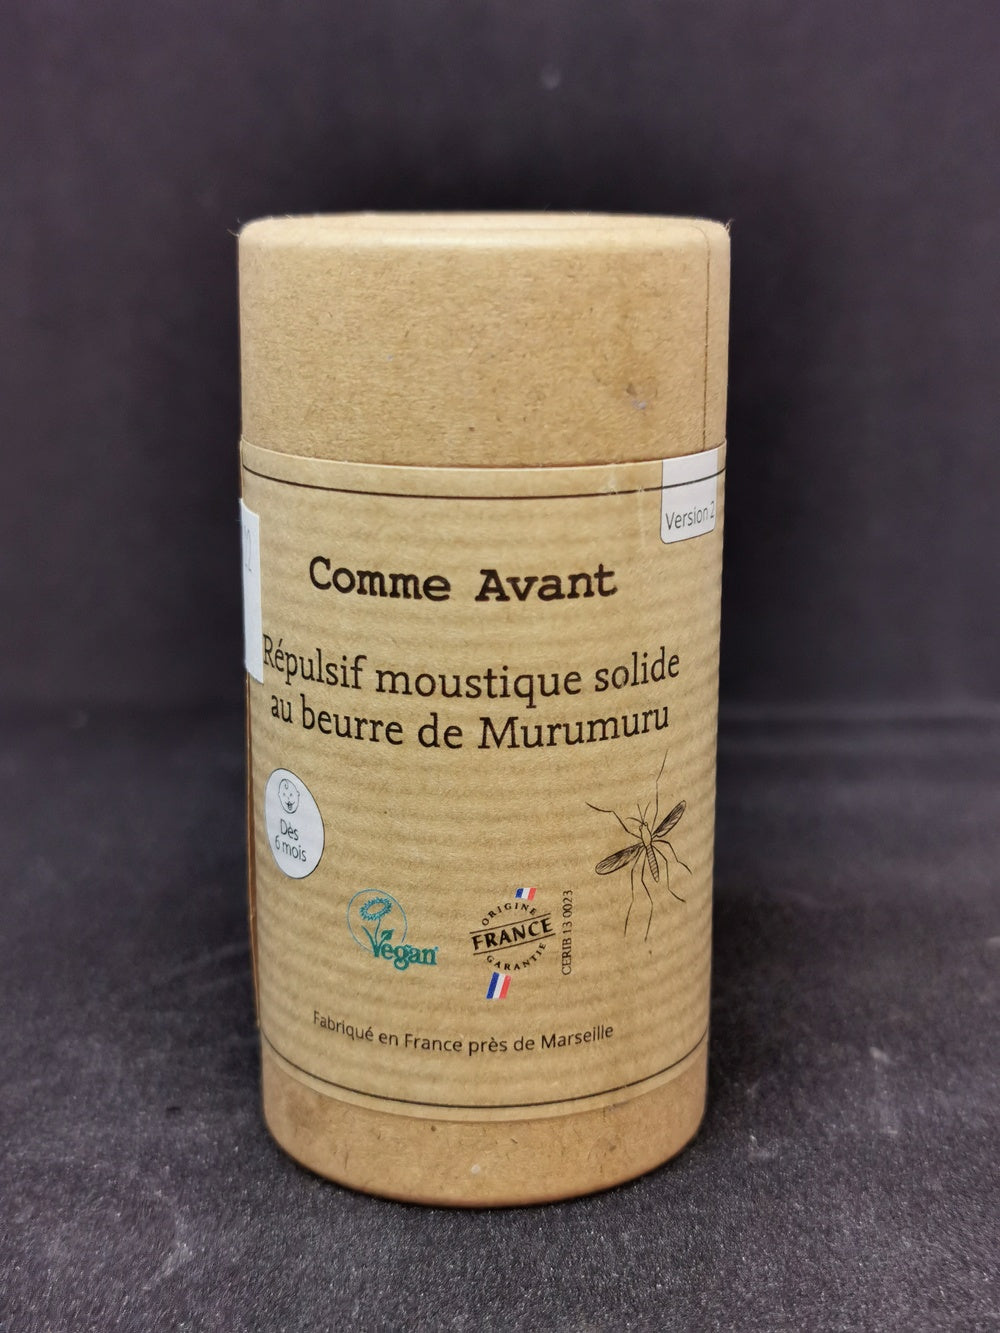 Version 2
Comme Avant
Répulsif moustique solide
au beurre de Murumuru
Dès
6 mois
Vegan
ORIGINE
FRANCE
GARANTIE
CERIB 13 0023
Fabriqué en France près de Marseille